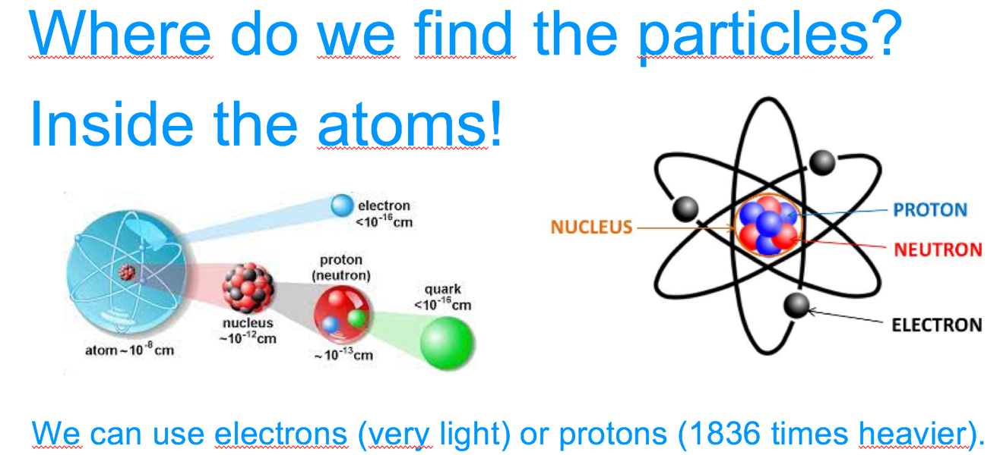 Where do we find the particles?
Inside the atoms!
electron
<10⁻¹⁶cm
proton
(neutron)
quark
<10⁻¹⁶cm
nucleus
~10⁻¹²cm
atom~10⁻⁸cm
~10⁻¹³cm
NUCLEUS
PROTON
NEUTRON
ELECTRON
We can use electrons (very light) or protons (1836 times heavier).